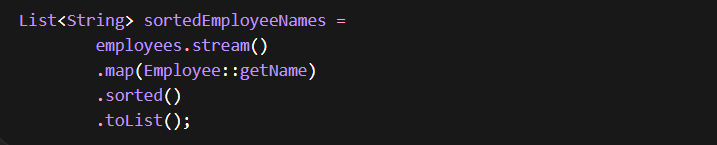 List<String> sortedEmployeeNames =
        employees.stream()
        .map(Employee::getName)
        .sorted()
        .toList();